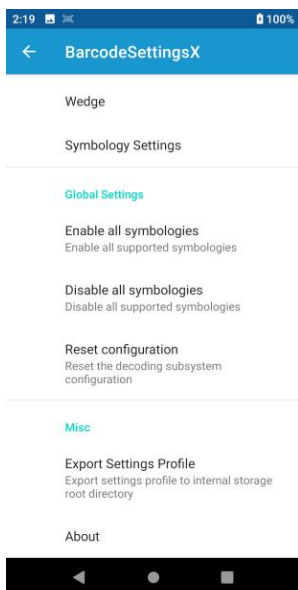 2:19 100%
BarcodeSettingsX
Wedge
Symbology Settings
Global Settings
Enable all symbologies
Enable all supported symbologies
Disable all symbologies
Disable all supported symbologies
Reset configuration
Reset the decoding subsystem
configuration
Misc
Export Settings Profile
Export settings profile to internal storage
root directory
About